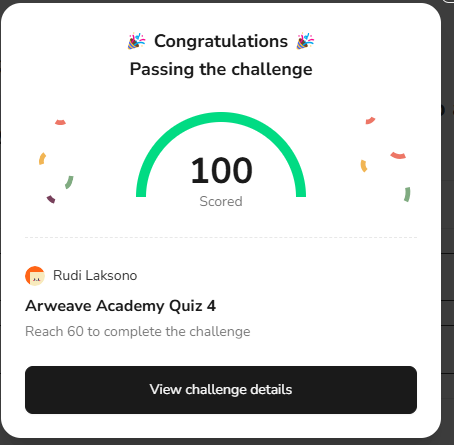 🎉 Congratulations 🎉
Passing the challenge
100
Scored
Rudi Laksono
Arweave Academy Quiz 4
Reach 60 to complete the challenge
View challenge details